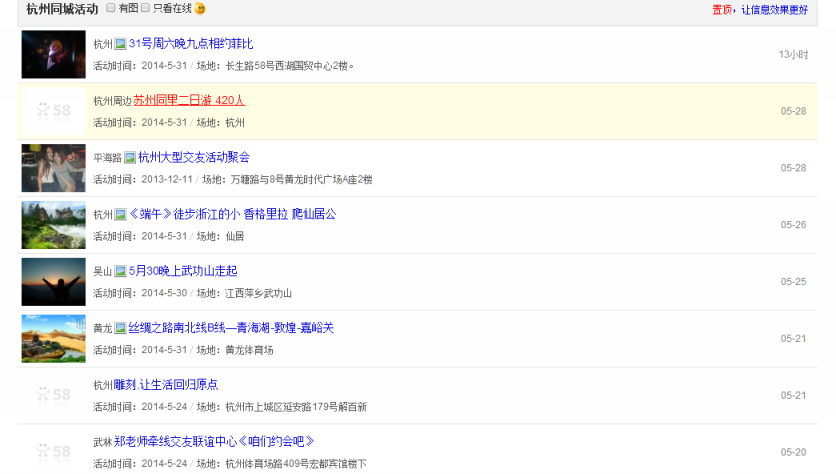 杭州同城活动 有图 只看在线 置顶，让信息效果更好
杭州 31号周六晚九点相约菲比
活动时间：2014-5-31 / 场地：长生路58号西湖国贸中心2楼。
13小时
58
杭州周边 苏州同里二日游 420人
活动时间：2014-5-31 / 场地：杭州
05-28
平海路 杭州大型交友活动聚会
活动时间：2013-12-11 / 场地：万塘路与8号黄龙时代广场A座2楼
05-28
杭州 《端午》徒步浙江的小 香格里拉 爬仙居公
活动时间：2014-5-31 / 场地：仙居
05-26
吴山 5月30晚上武功山走起
活动时间：2014-5-30 / 场地：江西萍乡武功山
05-25
黄龙 丝绸之路南北线B线—青海湖-敦煌-嘉峪关
活动时间：2014-5-31 / 场地：黄龙体育场
05-21
58
杭州 雕刻,让生活回归原点
活动时间：2014-5-24 / 场地：杭州市上城区延安路179号解百新
05-21
58
武林 郑老师牵线交友联谊中心《咱们约会吧》
活动时间：2014-5-24 / 场地：杭州体育场路409号宏都宾馆楼下
05-20